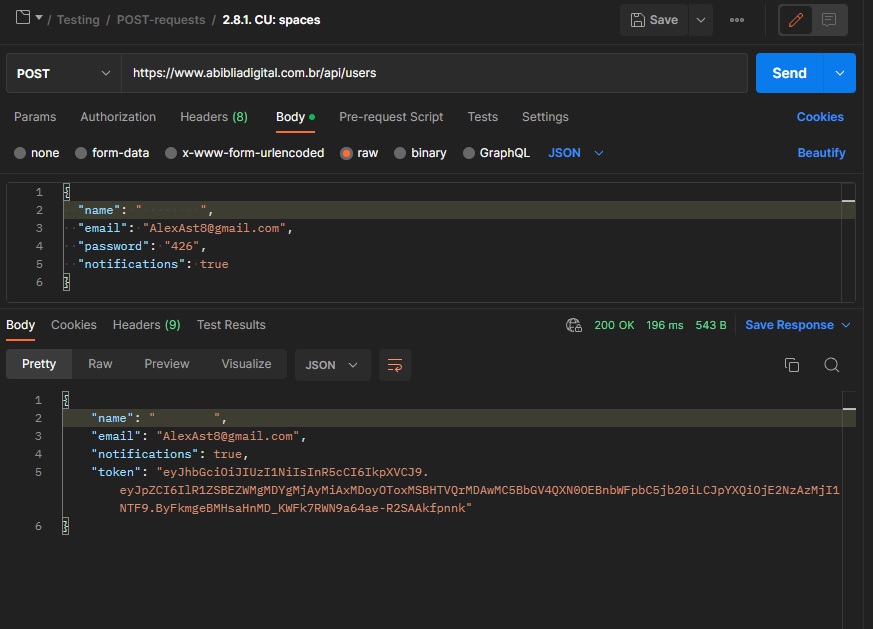 / Testing / POST-requests / 2.8.1. CU: spaces Save
POST https://www.abibliadigital.com.br/api/users Send
Params Authorization Headers (8) Body Pre-request Script Tests Settings Cookies
none form-data x-www-form-urlencoded raw binary GraphQL JSON Beautify
1 {
2 "name": "        ",
3 "email": "AlexAst8@gmail.com",
4 "password": "426",
5 "notifications": true
6 }
Body Cookies Headers (9) Test Results 200 OK 196 ms 543 B Save Response
Pretty Raw Preview Visualize JSON
1 {
2 "name": "        ",
3 "email": "AlexAst8@gmail.com",
4 "notifications": true,
5 "token": "eyJhbGciOiJIUzI1NiIsInR5cCI6IkpXVCJ9.
eyJpZCI6IlR1ZSBEZWMgMDYgMjAyMiAxMDoyOToxMSBHTVQrMDAwMC5BbGV4QXN0OEBnbWFpbC5jb20iLCJpYXQiOjE2NzAzMjI1
NTF9.ByFkmgeBMHsaHnMD_KWFk7RWN9a64ae-R2SAAkfpnnk"
6 }